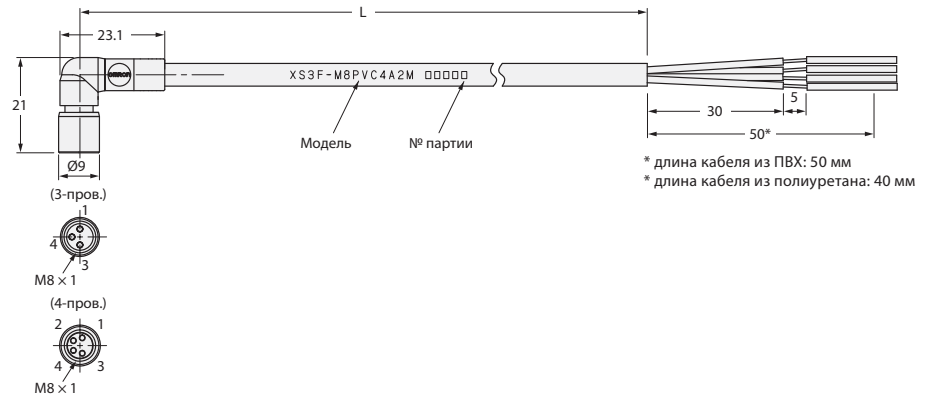 L
23.1
OMRON
XS3F-M8PVC4A2M □□□□□
21
Модель
№ партии
30
5
50*
Ø9
* длина кабеля из ПВХ: 50 мм
* длина кабеля из полиуретана: 40 мм
(3-пров.)
1
4
3
M8 × 1
(4-пров.)
2 1
4 3
M8 × 1